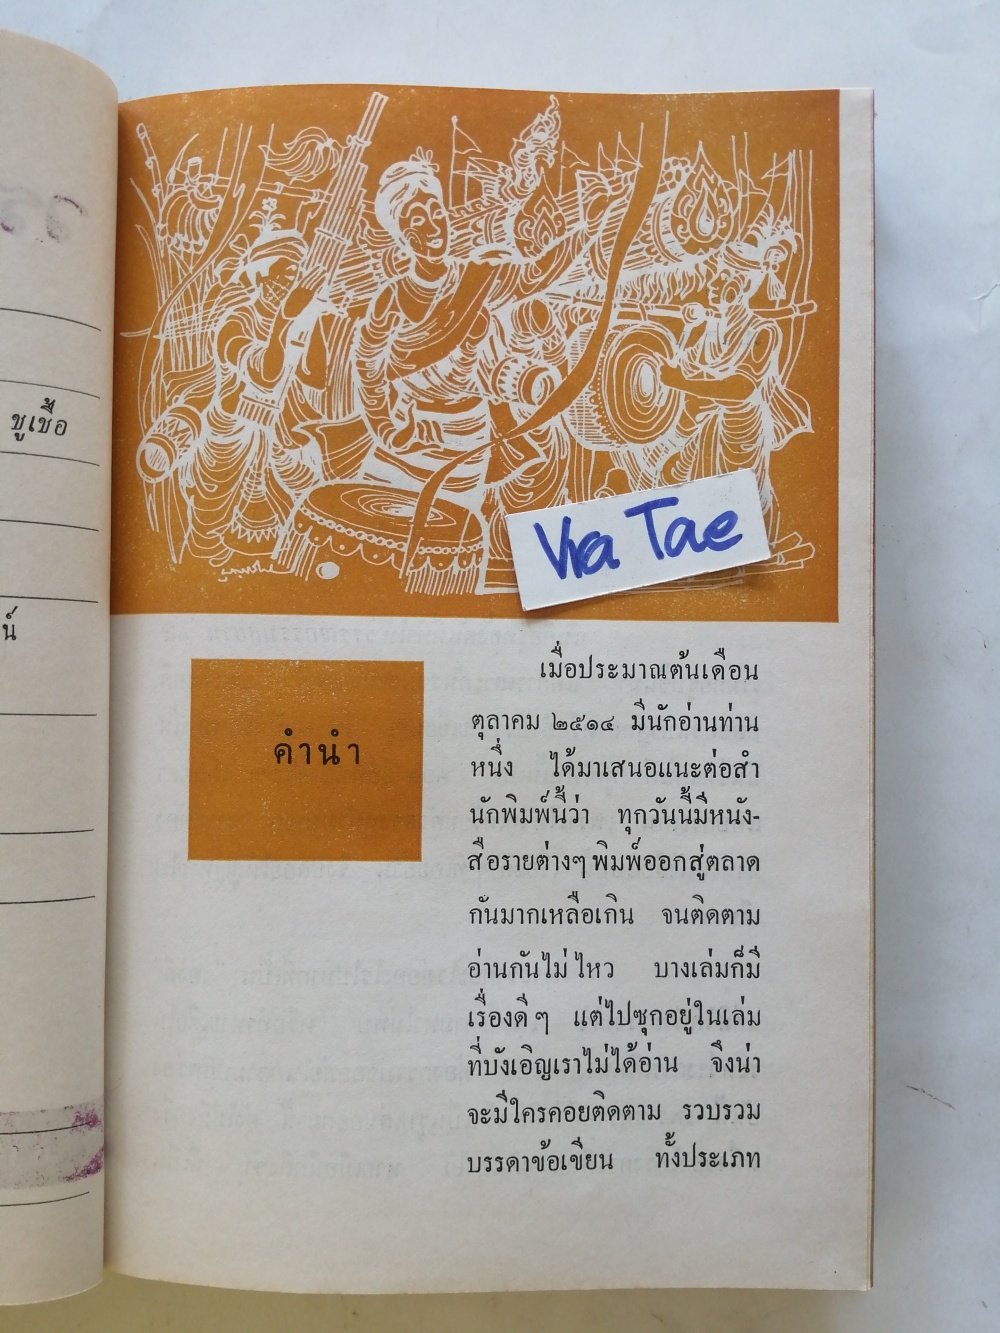 ชูเชื้อ
น์
Via Tae
คำนำ
เมื่อประมาณต้นเดือน
ตุลาคม ๒๕๑๔ มีนักอ่านท่าน
หนึ่ง ได้มาเสนอแนะต่อสำ
นักพิมพ์นี้ว่า ทุกวันนี้มีหนัง-
สือรายต่างๆ พิมพ์ออกสู่ตลาด
กันมากเหลือเกิน จนติดตาม
อ่านกันไม่ไหว บางเล่มก็มี
เรื่องดีๆ แต่ไปซุกอยู่ในเล่ม
ที่บังเอิญเราไม่ได้อ่าน จึงน่า
จะมีใครคอยติดตาม รวบรวม
บรรดาข้อเขียน ทั้งประเภท